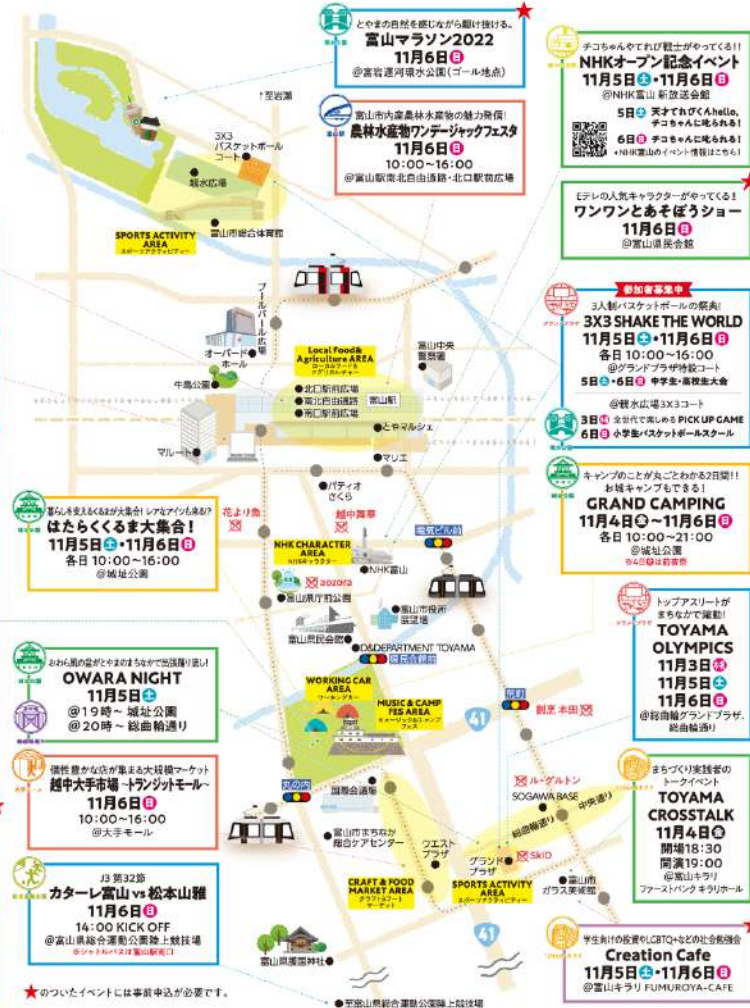 とやまの自然を感じながら駆け抜ける。
富山マラソン2022
11月6日日
@富岩運河環水公園(ゴール地点)
富山市内産農林水産物の魅力発信!
農林水産物ワンデージャックフェスタ
11月6日日
10:00~16:00
@富山駅南北自由通路・北口駅前広場
チコちゃんやてれび戦士がやってくる!!
NHKオープン記念イベント
11月5日土・11月6日日
@NHK富山 新放送会館
5日土 天才てれびくんhello,
チコちゃんに叱られる!
6日日 チコちゃんに叱られる!
・NHK富山のイベント情報はこちら!
Eテレの人気キャラクターがやってくる!
ワンワンとあそぼうショー
11月6日日
@富山県民会館
参加者募集中
3人制バスケットボールの祭典!
3X3 SHAKE THE WORLD
11月5日土・11月6日日
各日10:00~16:00
@グランドプラザ特設コート
5日土・6日日 中学生・高校生大会
@親水広場3X3コート
3日 全世代で楽しめる PICK UP GAME
6日日 小学生バスケットボールスクール
キャンプのことが丸ごとわかる2日間!!
お城キャンプもできる!
GRAND CAMPING
11月4日金~11月6日日
各日10:00~21:00
@城址公園
※4日金は前夜祭
トップアスリートが
まちなかで躍動!
TOYAMA
OLYMPICS
11月3日
11月5日土
11月6日日
@総曲輪グランドプラザ、
総曲輪通り
まちづくり実践者の
トークイベント
TOYAMA
CROSSTALK
11月4日金
開場18:30
開演19:00
@富山キラリ
ファーストバンク キラリホール
学生向けの投資やLGBTQ+などの社会勉強会
Creation Cafe
11月5日土・11月6日日
@富山キラリ FUMUROYA-CAFE
暮らしを変えるくるまが大集合! レアなアイツも来る!?
はたらくくるま大集合!
11月5日土・11月6日日
各日10:00~16:00
@城址公園
おわら風の盆がとやまのまちなかで出張踊り流し!
OWARA NIGHT
11月5日土
@19時~ 城址公園
@20時~ 総曲輪通り
個性豊かな店が集まる大規模マーケット
越中大手市場 ~トランジットモール~
11月6日日
10:00~16:00
@大手モール
J3 第32節
カターレ富山 vs 松本山雅
11月6日日
14:00 KICK OFF
@富山県総合運動公園陸上競技場
※シャトルバスは富山駅南口
★のついたイベントには事前申込が必要です。
↑至岩瀬
3X3
バスケットボール
コート
親水広場
富山市総合体育館
SPORTS ACTIVITY
AREA
スポーツアクティビティー
ブールバール広場
オーバード
ホール
牛島公園
Local Food&
Agriculture AREA
ローカルフード&
アグリカルチャー
富山中央
警察署
北口駅前広場
南北自由通路
南口駅前広場
富山駅
とやマルシェ
マルート
マリエ
パティオ
さくら
花より魚
越中舞華
電気ビル前
NHK CHARACTER
AREA
NHKキャラクター
NHK富山
aozora
富山県庁前公園
富山市役所
展望塔
富山県民会館
D&DEPARTMENT TOYAMA
県民会館前
WORKING CAR
AREA
ワーキングカー
MUSIC & CAMP
FES AREA
ミュージック&キャンプ
フェス
41
荒町
割烹 本田
丸の内
国際会議場
ル・グルトン
SOGAWA BASE
総曲輪通り
中央通り
富山市まちなか
総合ケアセンター
ウエスト
プラザ
グランド
プラザ
SkiD
CRAFT & FOOD
MARKET AREA
クラフト&フード
マーケット
SPORTS ACTIVITY
AREA
スポーツアクティビティー
富山市
ガラス美術館
41
富山縣護国神社
至富山県総合運動公園陸上競技場